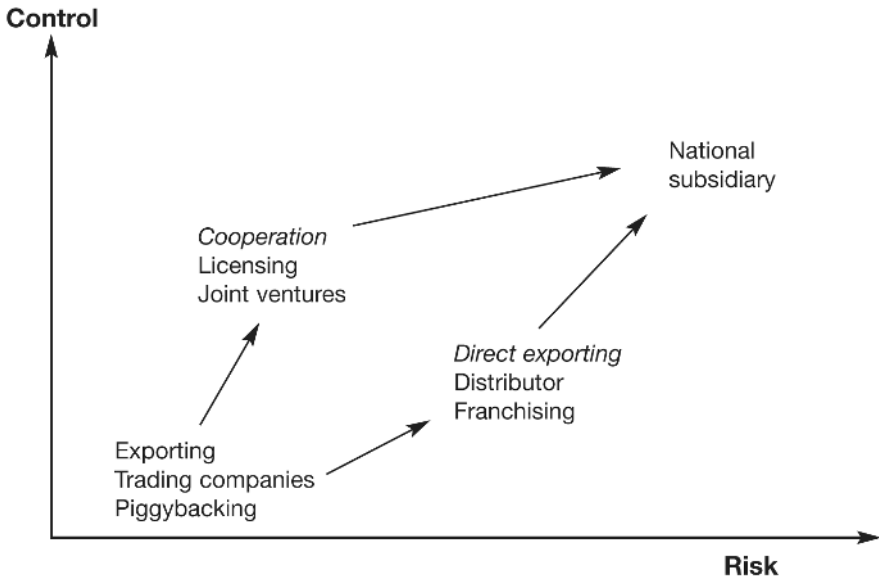 Control
National
subsidiary
Cooperation
Licensing
Joint ventures
Direct exporting
Distributor
Franchising
Exporting
Trading companies
Piggybacking
Risk